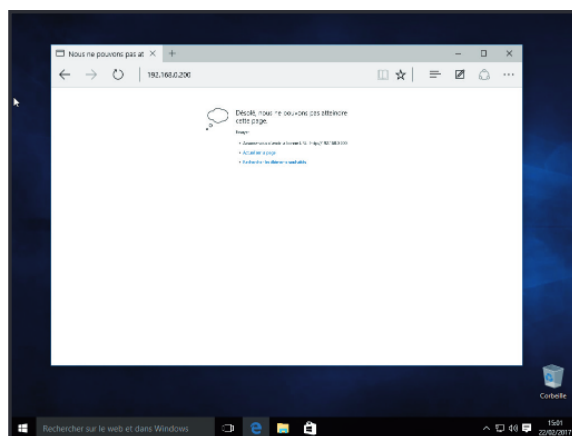 Nous ne pouvons pas at
192.168.0.200
Désolé, nous ne pouvons pas atteindre
cette page.
Essayer
Actualiser la page
Corbeille
Rechercher sur le web et dans Windows
15:01
22/02/2017